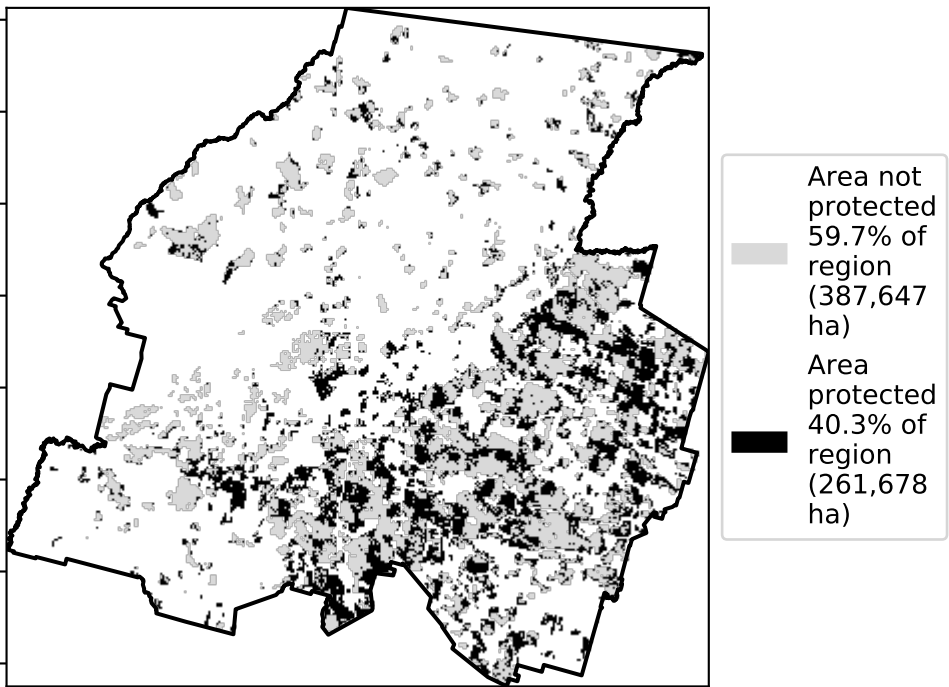 Area not
protected
59.7% of
region
(387,647
ha)
Area
protected
40.3% of
region
(261,678
ha)